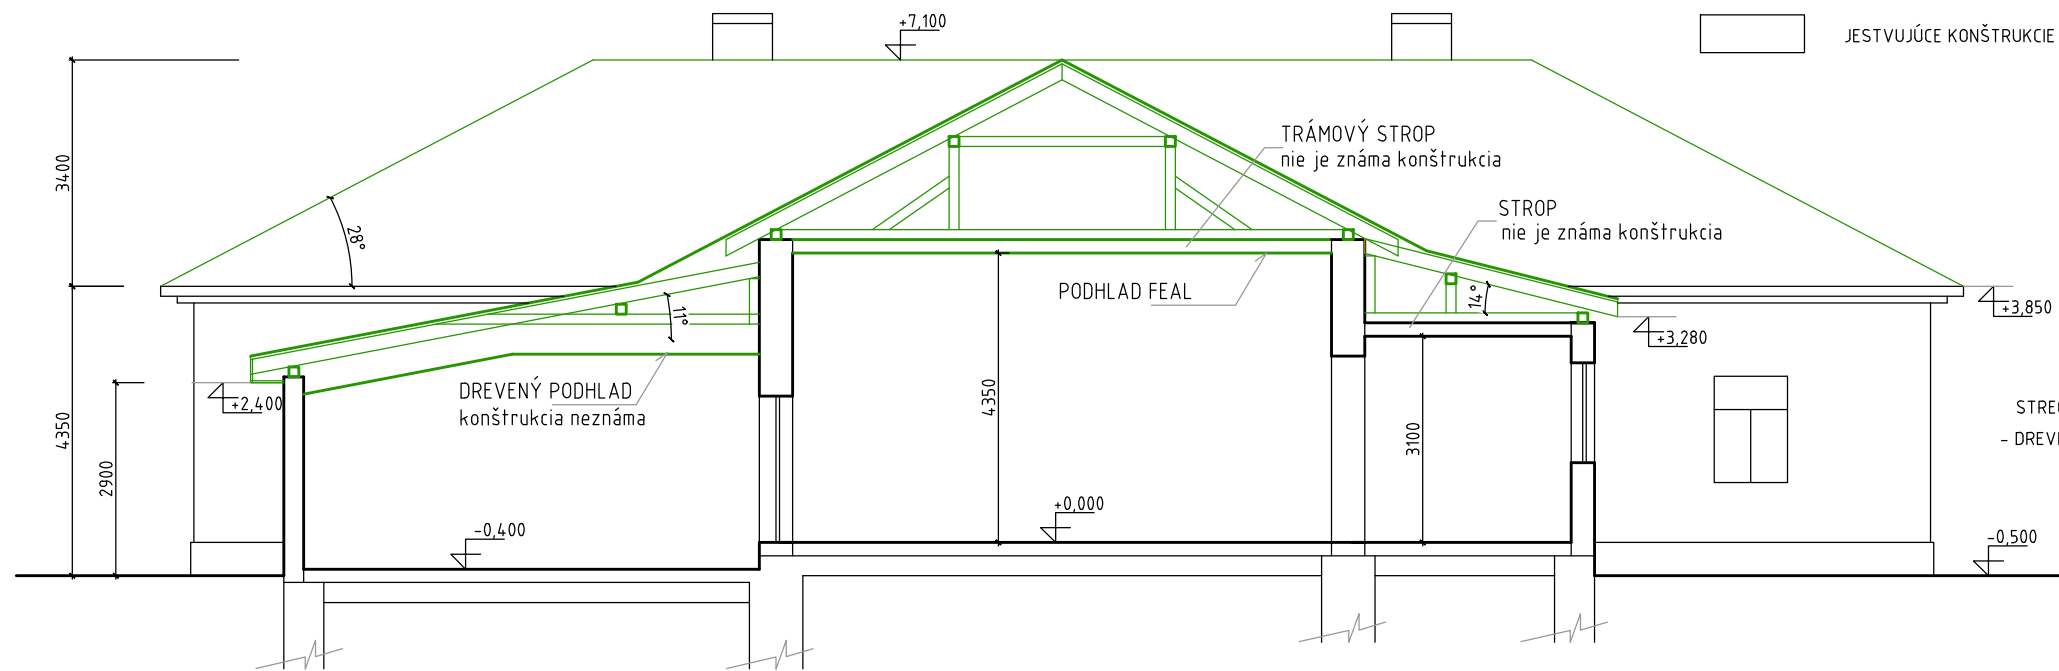 +7,100
JESTVUJÚCE KONŠTRUKCIE
3400
28°
TRÁMOVÝ STROP
nie je známa konštrukcia
STROP
nie je známa konštrukcia
PODHLAD FEAL
11°
14°
+3,850
+3,280
DREVENÝ PODHLAD
konštrukcia neznáma
+2,400
4350
2900
4350
3100
+0,000
-0,400
-0,500
- DREV